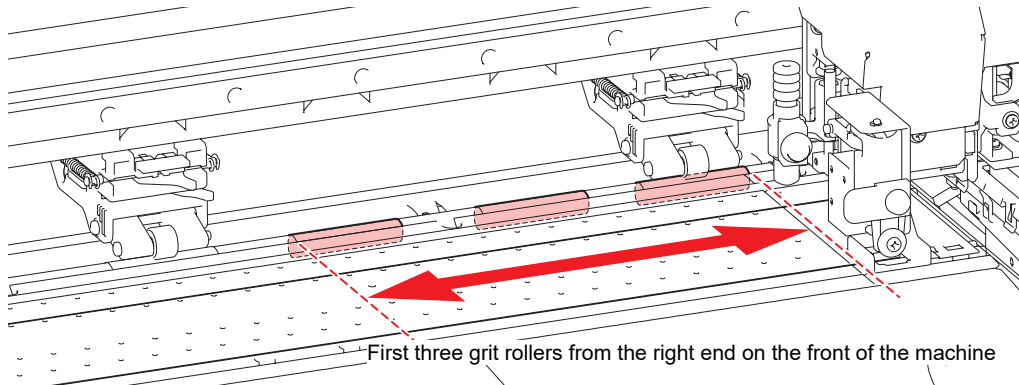 First three grit rollers from the right end on the front of the machine